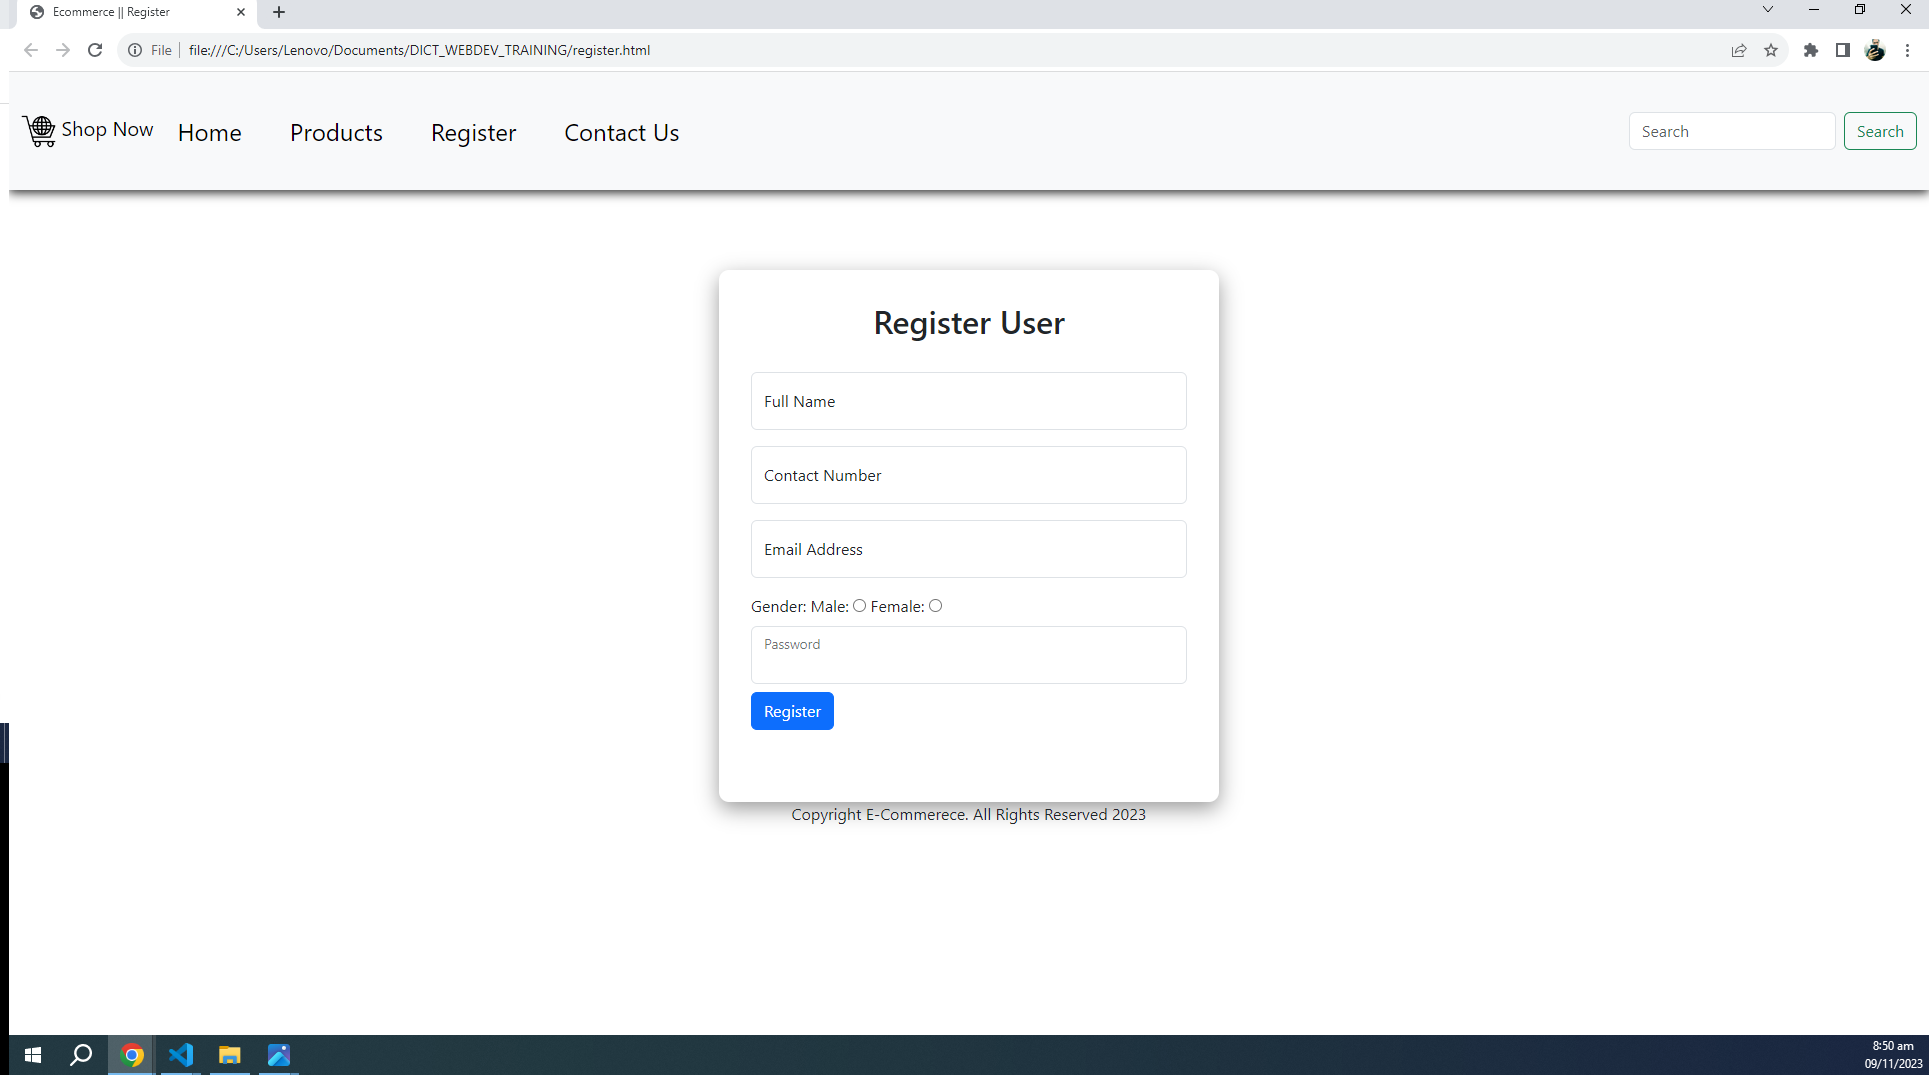 Ecommerce || Register
File | file:///C:/Users/Lenovo/Documents/DICT_WEBDEV_TRAINING/register.html
Shop Now Home Products Register Contact Us Search Search
Register User
Full Name
Contact Number
Email Address
Gender: Male: Female:
Password
Register
Copyright E-Commerece. All Rights Reserved 2023
8:50 am
09/11/2023